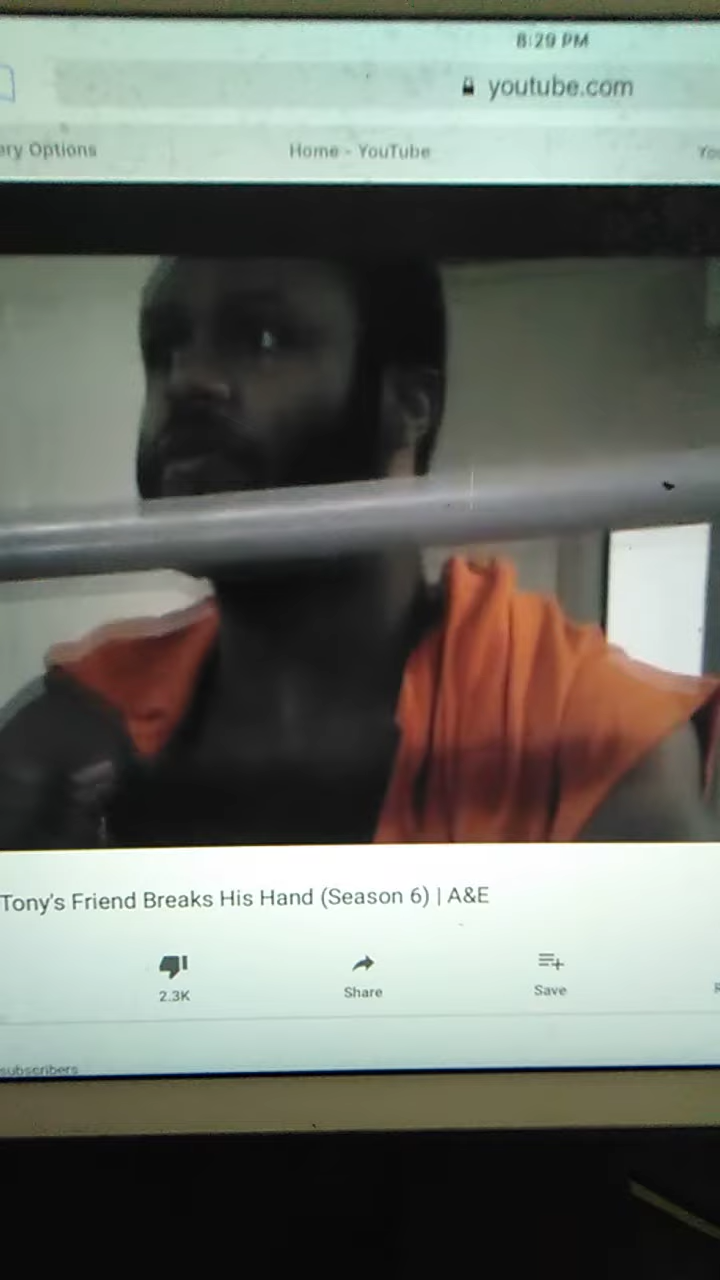 8:29 PM
youtube.com
ery Options
Home - YouTube
You
Tony's Friend Breaks His Hand (Season 6) | A&E
2.3K
Share
Save
subscribers